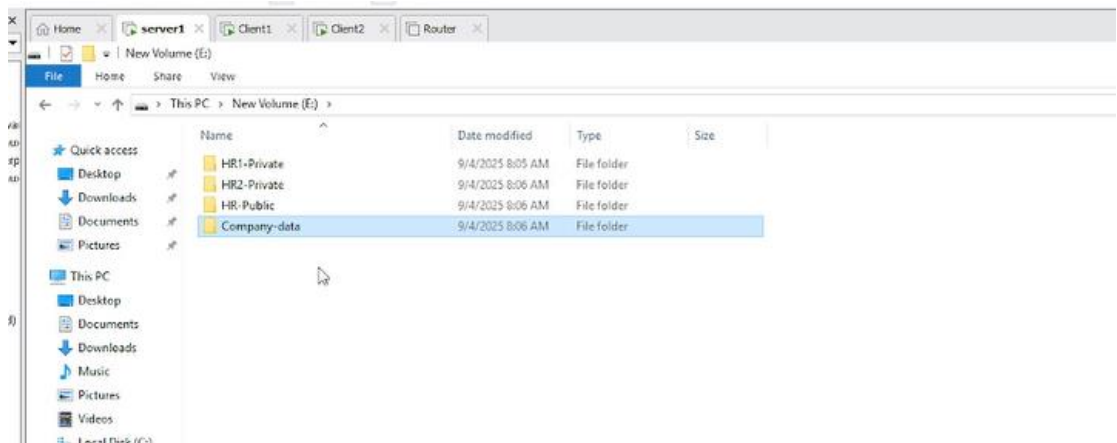 Home server1 Client1 Client2 Router
New Volume (E:)
File Home Share View
This PC New Volume (E:)
Name Date modified Type Size
Quick access
Desktop
Downloads
Documents
Pictures
This PC
Desktop
Documents
Downloads
Music
Pictures
Videos
Local Disk (C:)
HR1-Private 9/4/2025 8:05 AM File folder
HR2-Private 9/4/2025 8:06 AM File folder
HR-Public 9/4/2025 8:06 AM File folder
Company-data 9/4/2025 8:06 AM File folder